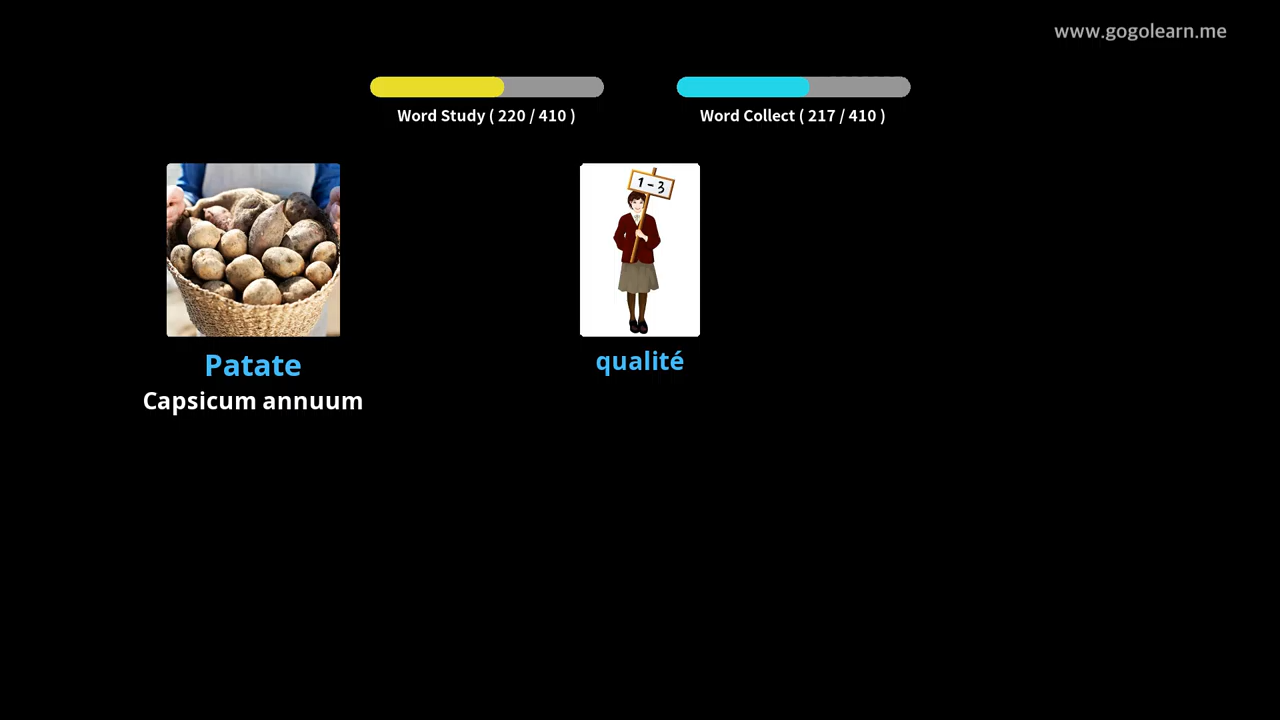 www.gogolearn.me
Word Study ( 220 / 410 )
Word Collect ( 217 / 410 )
1 - 3
Patate
Capsicum annuum
qualité